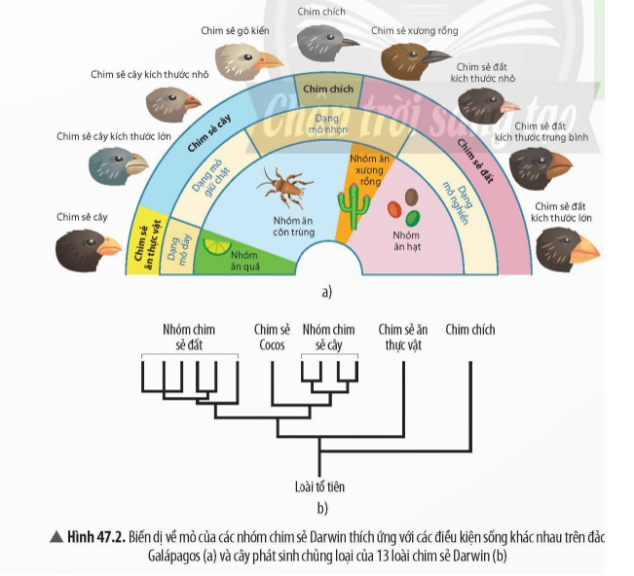 Chim chích
Chim sẻ gõ kiến
Chim sẻ xương rồng
Chim sẻ cây kích thước nhỏ
Chim sẻ đất
kích thước nhỏ
Chim sẻ cây kích thước lớn
Chim sẻ đất
kích thước trung bình
Chim sẻ cây
Chim sẻ đất
kích thước lớn
Chân trời sáng tạo
Chim sẻ
ăn thực vật
Chim sẻ cây
Chim chích
Chim sẻ đất
Dạng
mỏ dày
Dạng mỏ
giữ chặt
Dạng
mỏ nhọn
Dạng
mỏ nghiền
Nhóm
ăn quả
Nhóm ăn
côn trùng
Nhóm ăn
xương
rồng
Nhóm
ăn hạt
a)
Nhóm chim
sẻ đất
Chim sẻ
Cocos
Nhóm chim
sẻ cây
Chim sẻ ăn
thực vật
Chim chích
Loài tổ tiên
b)
▲ Hình 47.2. Biến dị về mỏ của các nhóm chim sẻ Darwin thích ứng với các điều kiện sống khác nhau trên đảo
Galápagos (a) và cây phát sinh chủng loại của 13 loài chim sẻ Darwin (b)